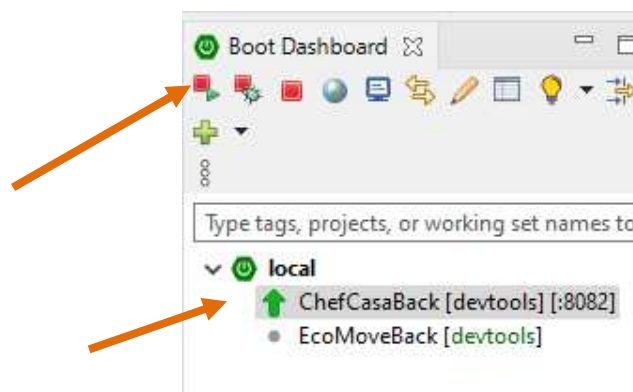 Boot Dashboard
Type tags, projects, or working set names to
local
ChefCasaBack [devtools] [:8082]
EcoMoveBack [devtools]